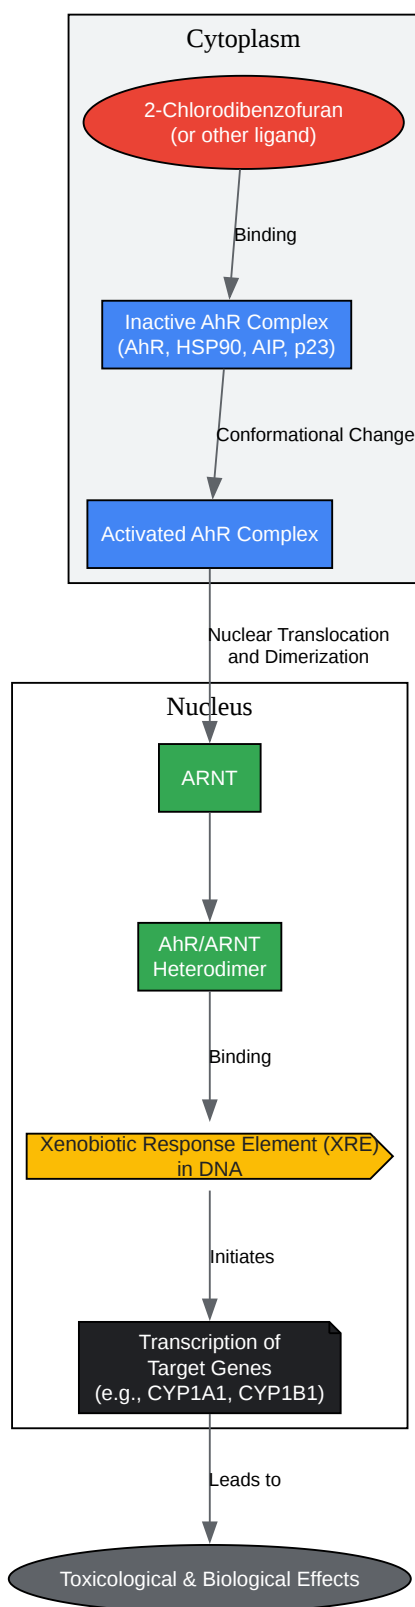 Cytoplasm
2-Chlorodibenzofuran
(or other ligand)
Binding
Inactive AhR Complex
(AhR, HSP90, AIP, p23)
Conformational Change
Activated AhR Complex
Nuclear Translocation
and Dimerization
Nucleus
ARNT
AhR/ARNT
Heterodimer
Binding
Xenobiotic Response Element (XRE)
in DNA
Initiates
Transcription of
Target Genes
(e.g., CYP1A1, CYP1B1)
Leads to
Toxicological & Biological Effects